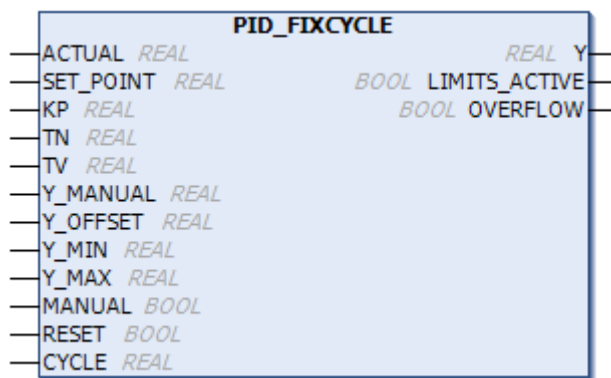 PID_FIXCYCLE
ACTUAL REAL REAL Y
SET_POINT REAL BOOL LIMITS_ACTIVE
KP REAL BOOL OVERFLOW
TN REAL
TV REAL
Y_MANUAL REAL
Y_OFFSET REAL
Y_MIN REAL
Y_MAX REAL
MANUAL BOOL
RESET BOOL
CYCLE REAL